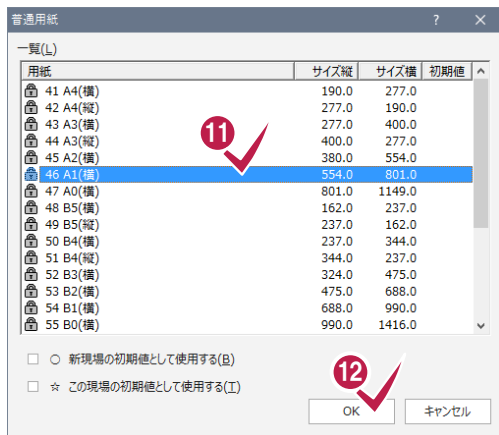 普通用紙 ? ×
一覧(L)
用紙 サイズ縦 サイズ横 初期値
41 A4(横) 190.0 277.0
42 A4(縦) 277.0 190.0
43 A3(横) 277.0 400.0
44 A3(縦) 400.0 277.0
45 A2(横) 380.0 554.0
46 A1(横) 554.0 801.0
47 A0(横) 801.0 1149.0
48 B5(横) 162.0 237.0
49 B5(縦) 237.0 162.0
50 B4(横) 237.0 344.0
51 B4(縦) 344.0 237.0
52 B3(横) 324.0 475.0
53 B2(横) 475.0 688.0
54 B1(横) 688.0 990.0
55 B0(横) 990.0 1416.0
11
○ 新現場の初期値として使用する(B)
☆ この現場の初期値として使用する(T)
12
OK キャンセル